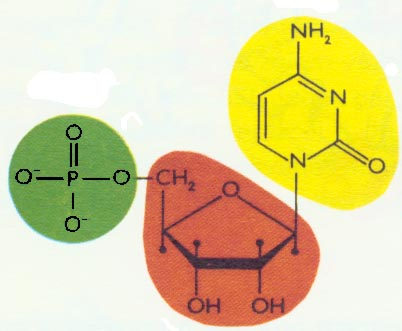 NH₂
N
O
O⁻ P O CH₂ O N O
O⁻
OH OH